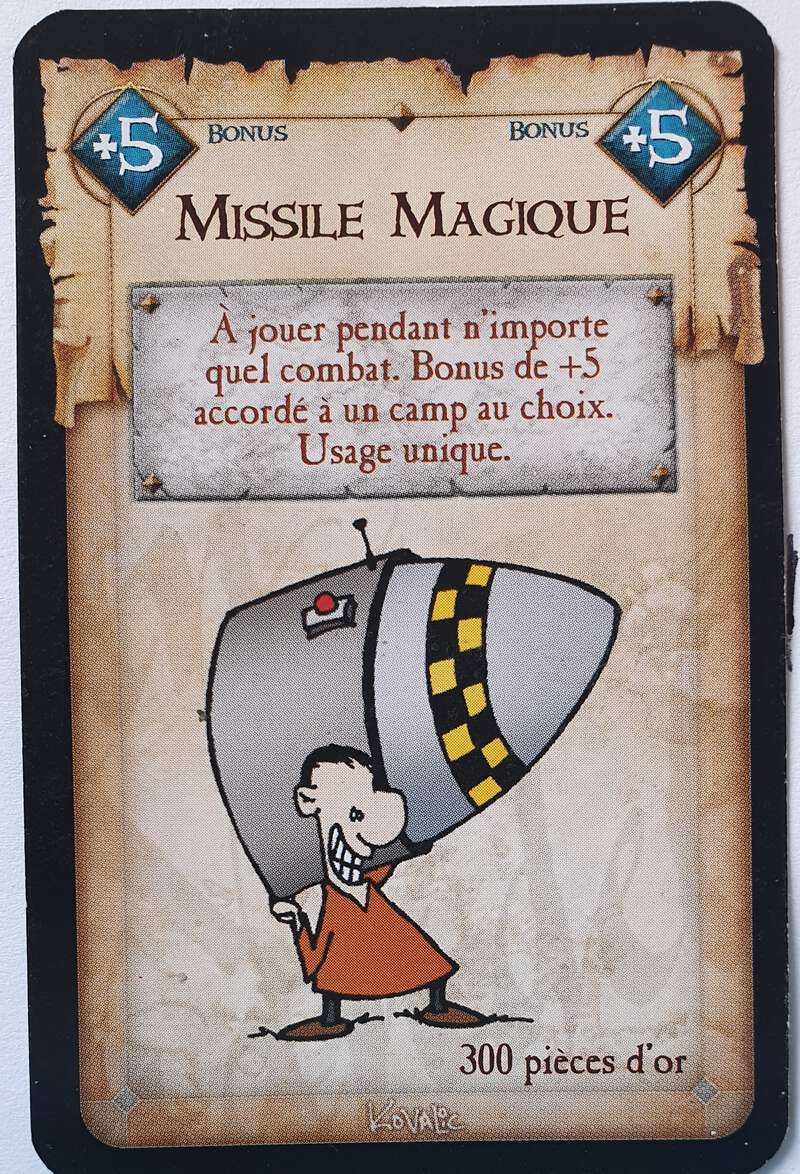 +5 BONUS BONUS +5
MISSILE MAGIQUE
À jouer pendant n'importe
quel combat. Bonus de +5
accordé à un camp au choix.
Usage unique.
300 pièces d'or
KOVALIC